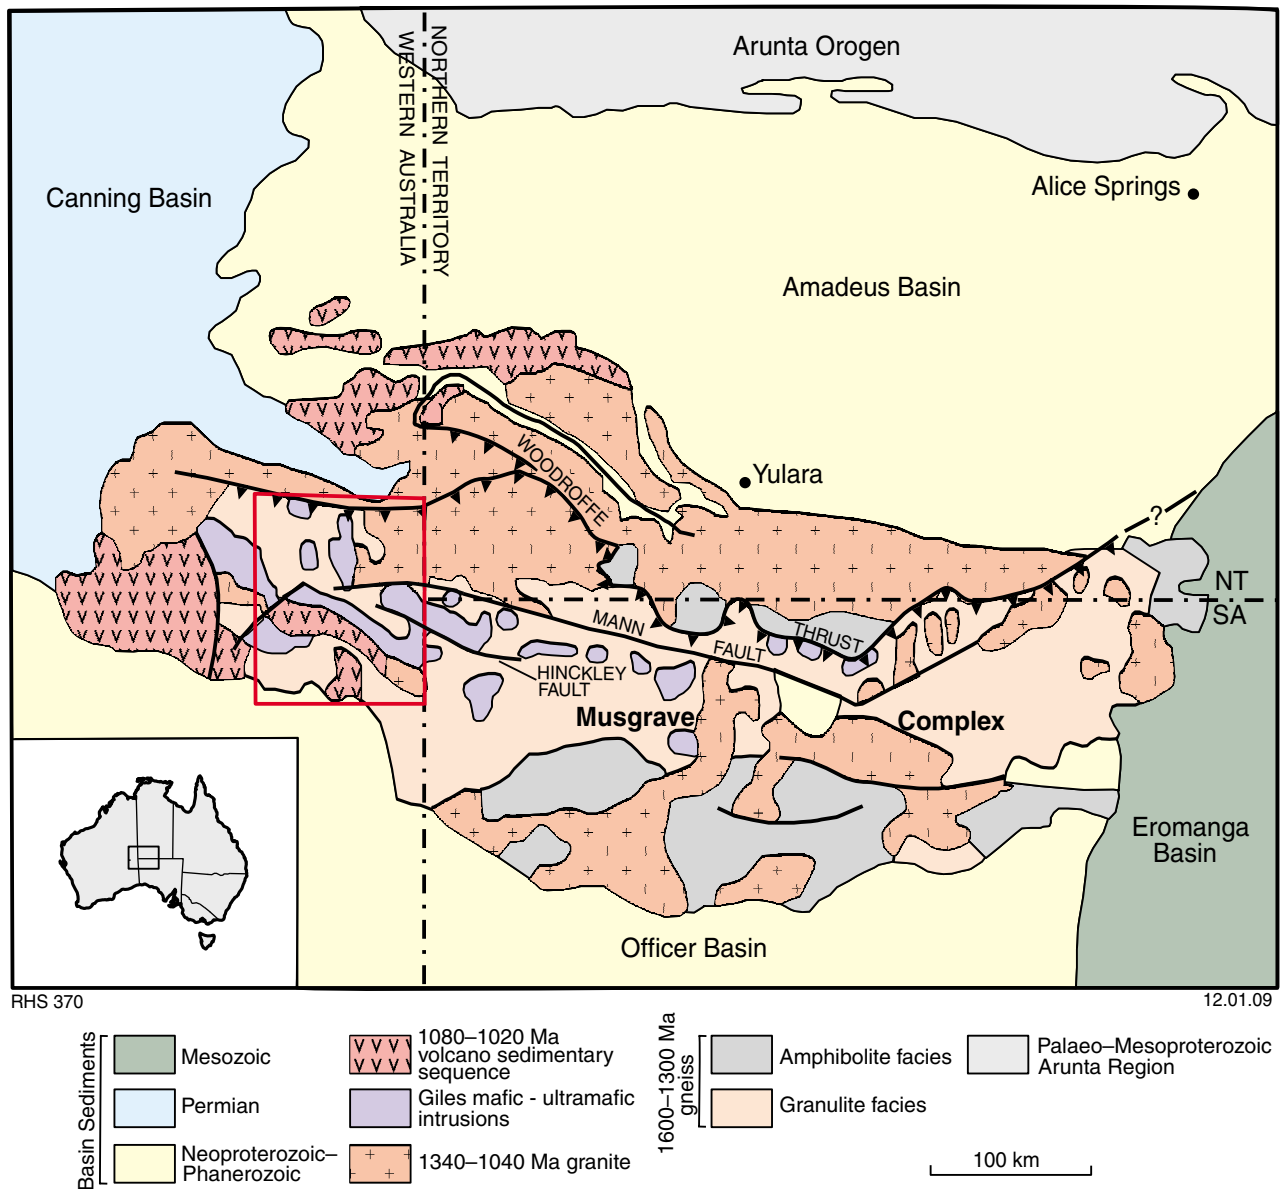 Arunta Orogen
NORTHERN TERRITORY
WESTERN AUSTRALIA
Canning Basin
Alice Springs
Amadeus Basin
Yulara
WOODROFFE
?
NT
SA
MANN
FAULT
THRUST
HINCKLEY
FAULT
Musgrave
Complex
Eromanga
Basin
Officer Basin
RHS 370
12.01.09
Basin Sediments
Mesozoic
Permian
Neoproterozoic–
Phanerozoic
1080–1020 Ma
volcano sedimentary
sequence
Giles mafic - ultramafic
intrusions
1340–1040 Ma granite
1600–1300 Ma
gneiss
Amphibolite facies
Granulite facies
Palaeo–Mesoproterozoic
Arunta Region
100 km